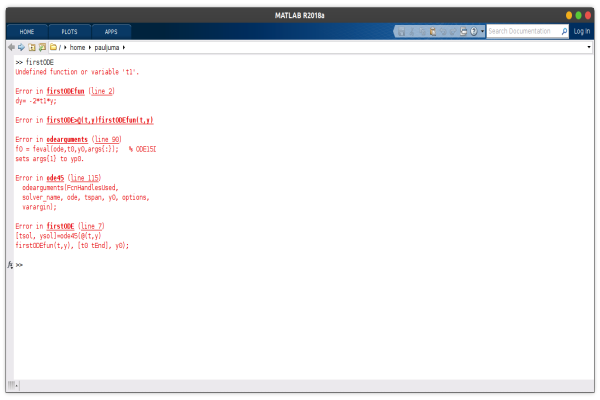 MATLAB R2018a
HOME PLOTS APPS Search Documentation Log In
/ ▸ home ▸ pauljuma ▸
>> firstODE
Undefined function or variable 't1'.
Error in firstODEfun (line 2)
dy= -2*t1*y;
Error in firstODE>@(t,y)firstODEfun(t,y)
Error in odearguments (line 90)
f0 = feval(ode,t0,y0,args{:});   % ODE15I
sets args{1} to yp0.
Error in ode45 (line 115)
odearguments(FcnHandlesUsed,
solver_name, ode, tspan, y0, options,
varargin);
Error in firstODE (line 7)
[tsol, ysol]=ode45(@(t,y)
firstODEfun(t,y), [t0 tEnd], y0);
fx >>